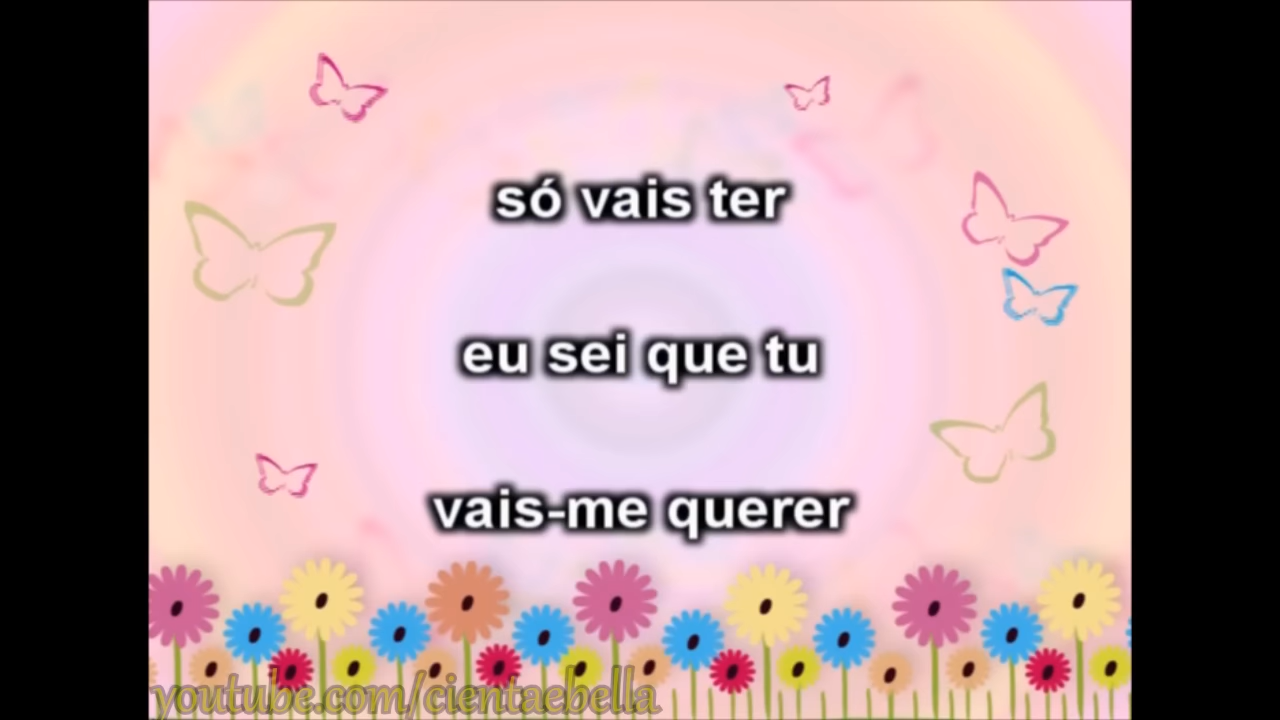 só vais ter
eu sei que tu
vais-me querer
youtube.com/cientaebella